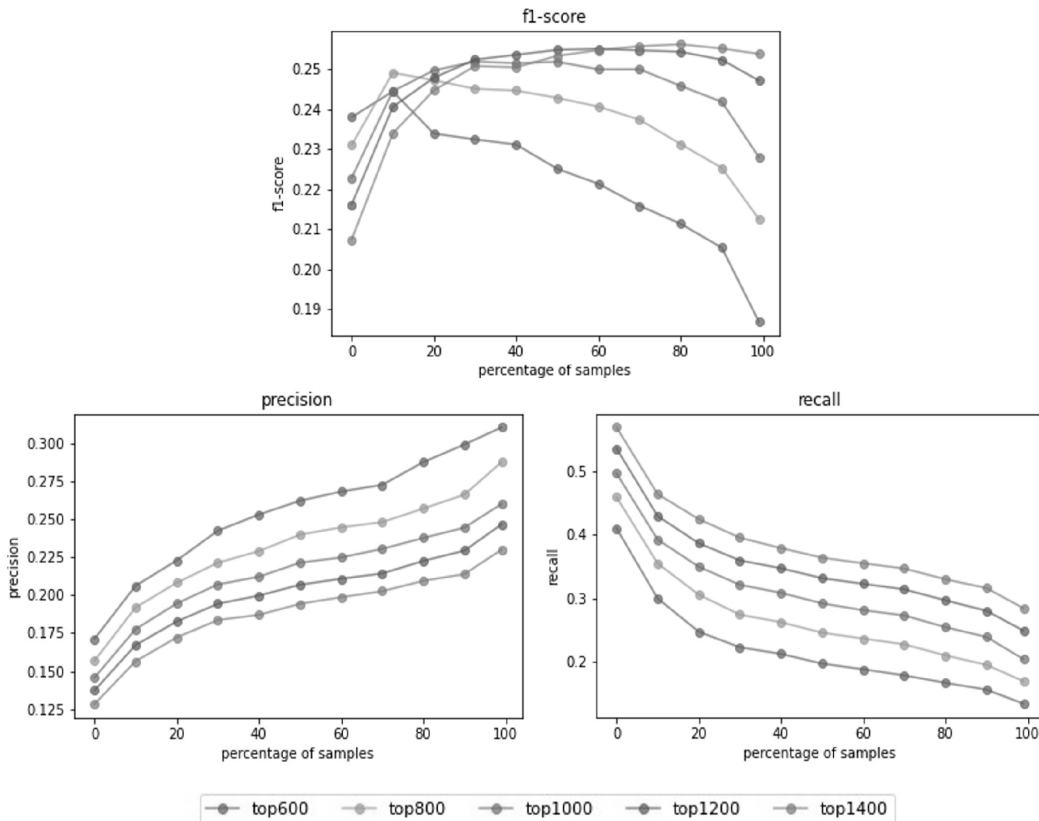 f1-score
f1-score
0.25
0.24
0.23
0.22
0.21
0.20
0.19
0 20 40 60 80 100
percentage of samples
precision
precision
0.300
0.275
0.250
0.225
0.200
0.175
0.150
0.125
0 20 40 60 80 100
percentage of samples
recall
recall
0.5
0.4
0.3
0.2
0 20 40 60 80 100
percentage of samples
top600 top800 top1000 top1200 top1400